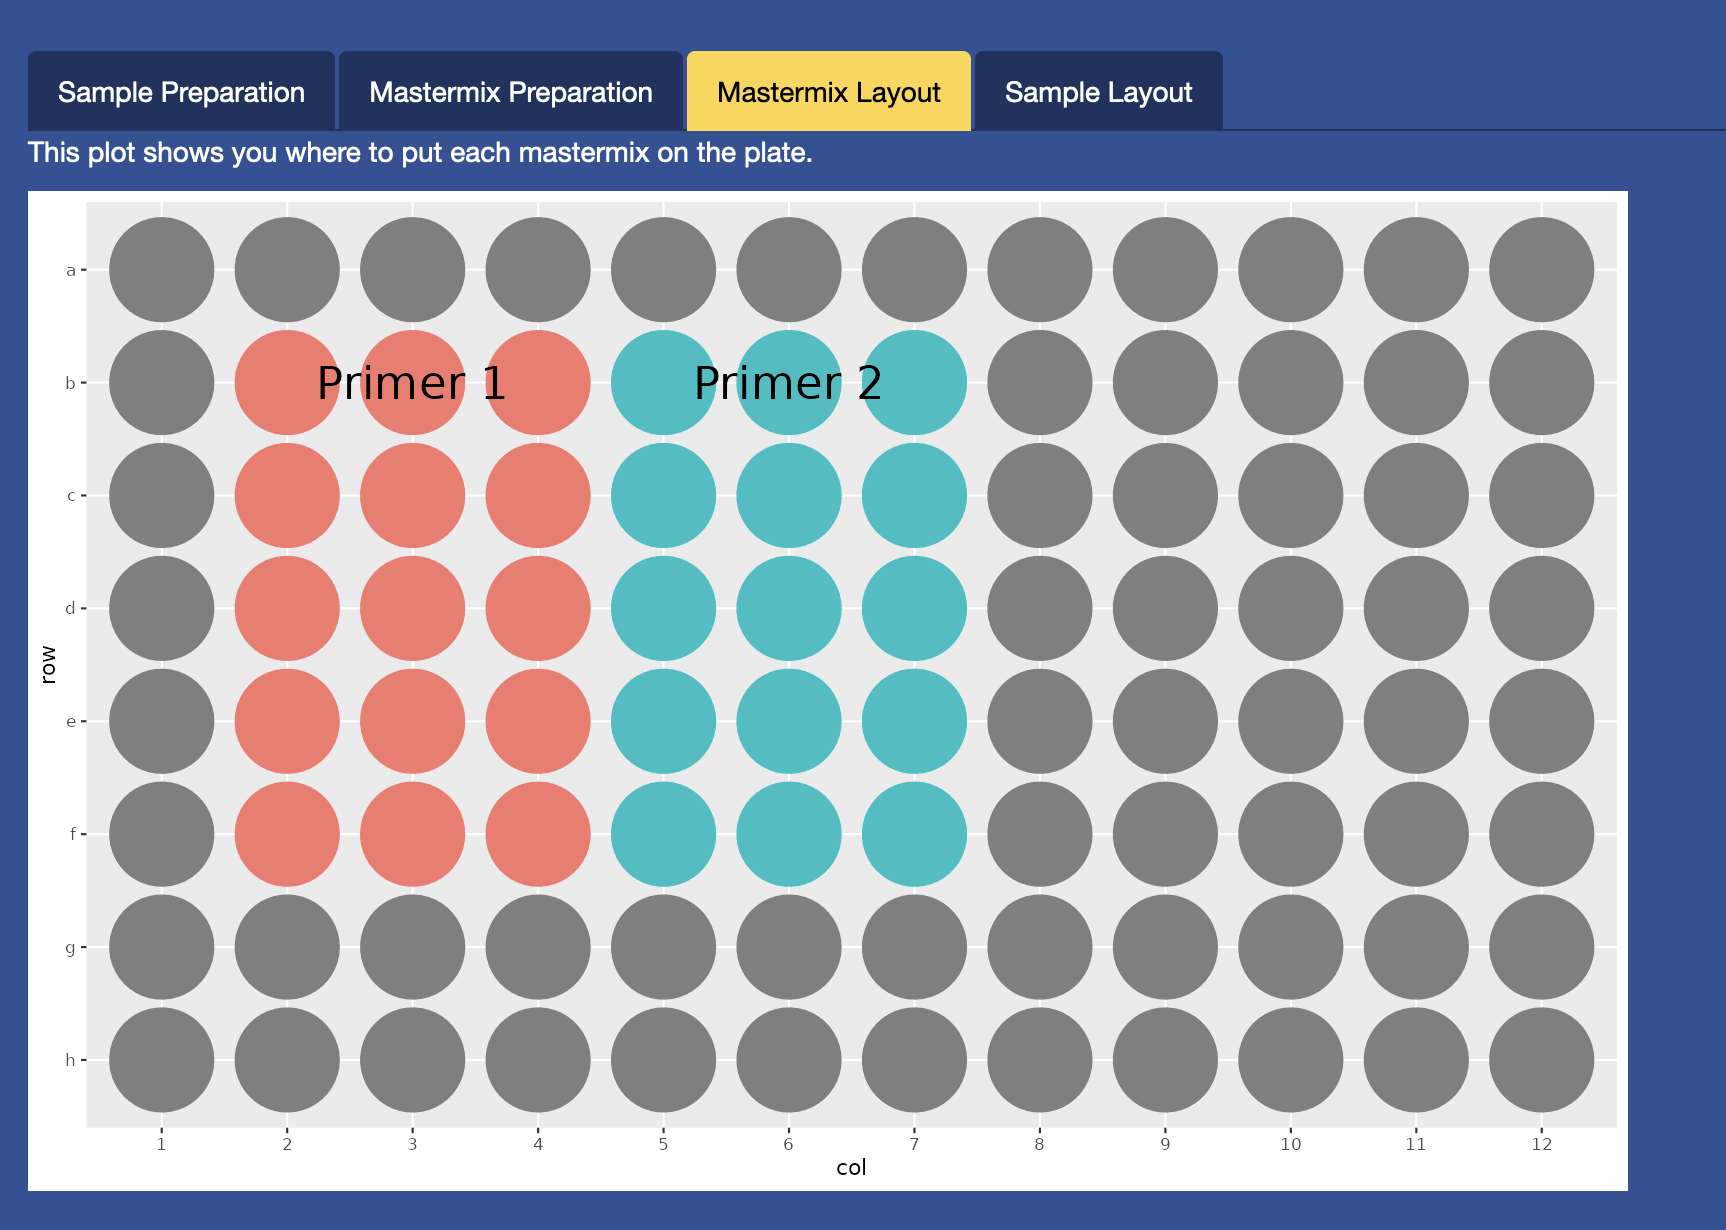 Sample Preparation Mastermix Preparation Mastermix Layout Sample Layout
This plot shows you where to put each mastermix on the plate.
a
b
Primer 1 Primer 2
c
d
row
e
f
g
h
1 2 3 4 5 6 7 8 9 10 11 12
col